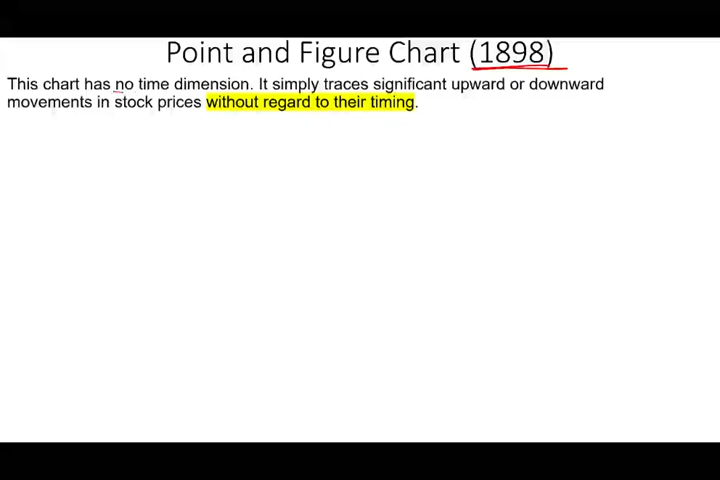 Point and Figure Chart (1898)
This chart has no time dimension. It simply traces significant upward or downward
movements in stock prices without regard to their timing.